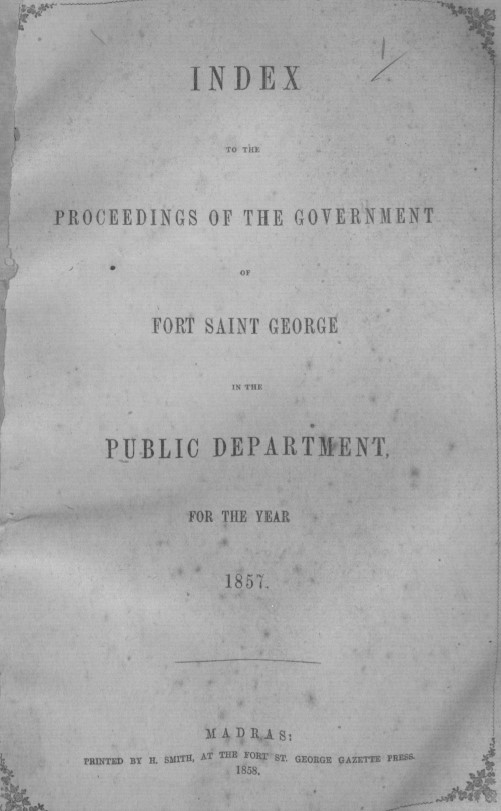 INDEX
TO THE
PROCEEDINGS OF THE GOVERNMENT
OF
FORT SAINT GEORGE
IN THE
PUBLIC DEPARTMENT,
FOR THE YEAR
1857.
MADRAS:
PRINTED BY H. SMITH, AT THE FORT ST. GEORGE GAZETTE PRESS.
1858.